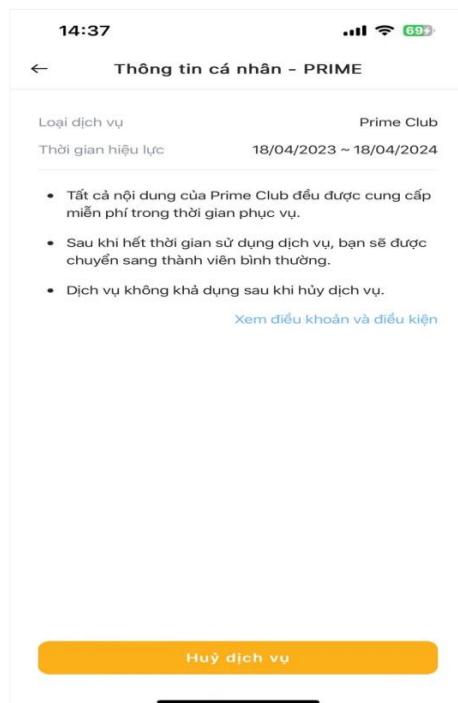 14:37
69
Thông tin cá nhân - PRIME
Loại dịch vụ Prime Club
Thời gian hiệu lực 18/04/2023 ~ 18/04/2024
• Tất cả nội dung của Prime Club đều được cung cấp
miễn phí trong thời gian phục vụ.
• Sau khi hết thời gian sử dụng dịch vụ, bạn sẽ được
chuyển sang thành viên bình thường.
• Dịch vụ không khả dụng sau khi hủy dịch vụ.
Xem điều khoản và điều kiện
Huỷ dịch vụ